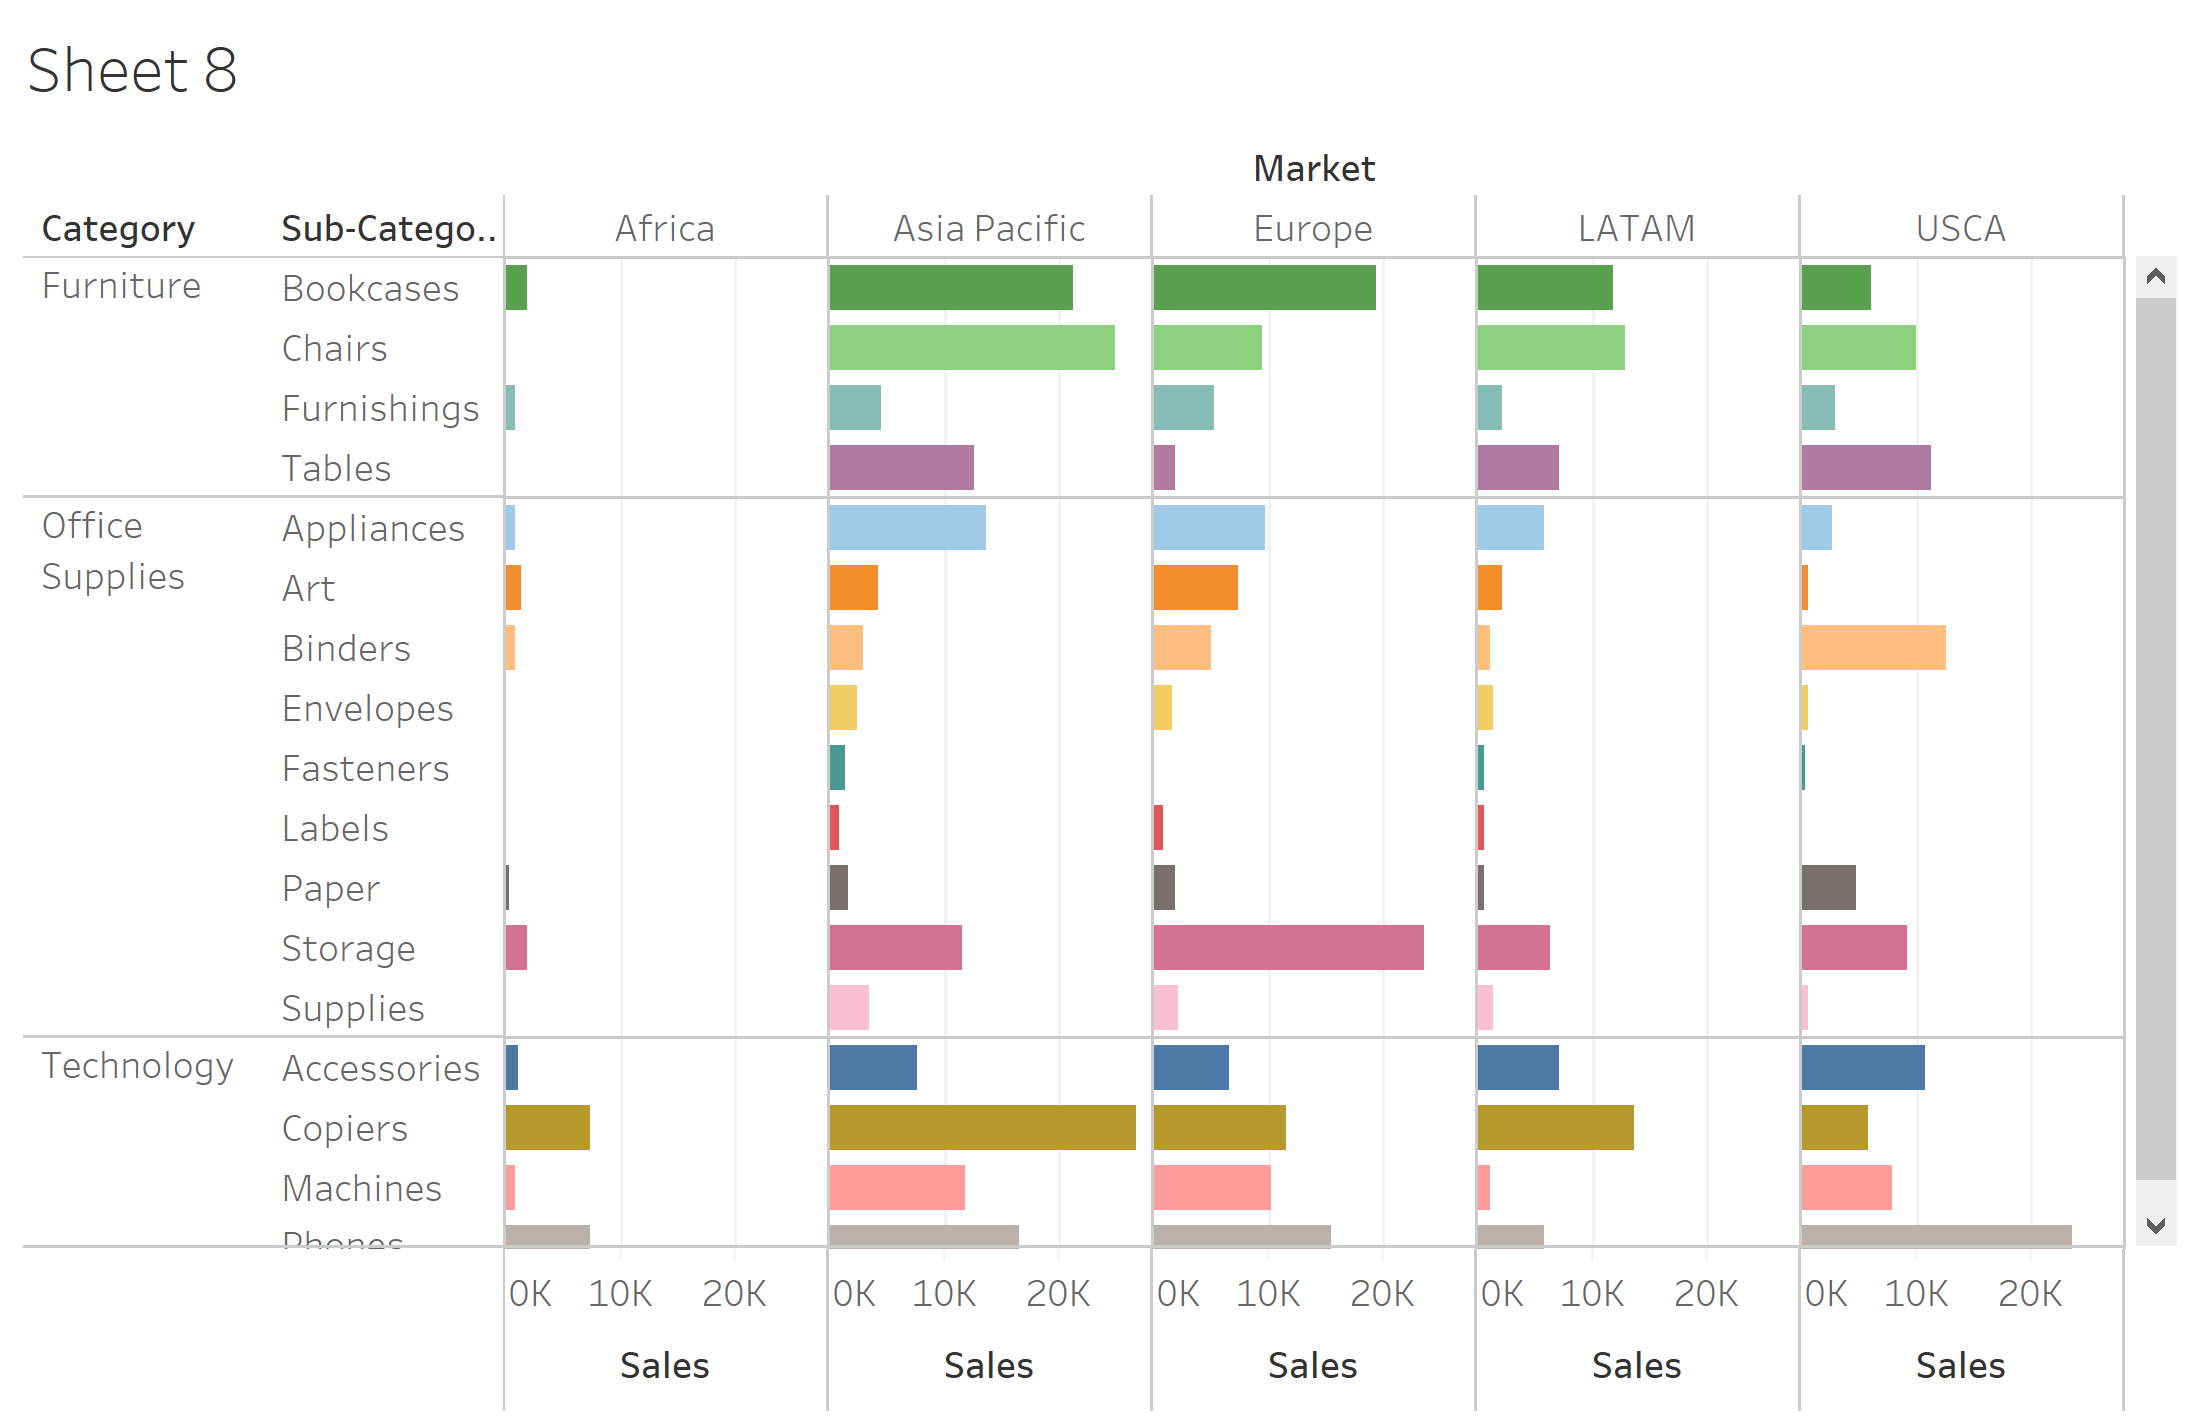 Sheet 8
Market
Category Sub-Catego.. Africa Asia Pacific Europe LATAM USCA
Furniture Bookcases
Chairs
Furnishings
Tables
Office Supplies Appliances
Art
Binders
Envelopes
Fasteners
Labels
Paper
Storage
Supplies
Technology Accessories
Copiers
Machines
Phones
0K 10K 20K 0K 10K 20K 0K 10K 20K 0K 10K 20K 0K 10K 20K
Sales Sales Sales Sales Sales